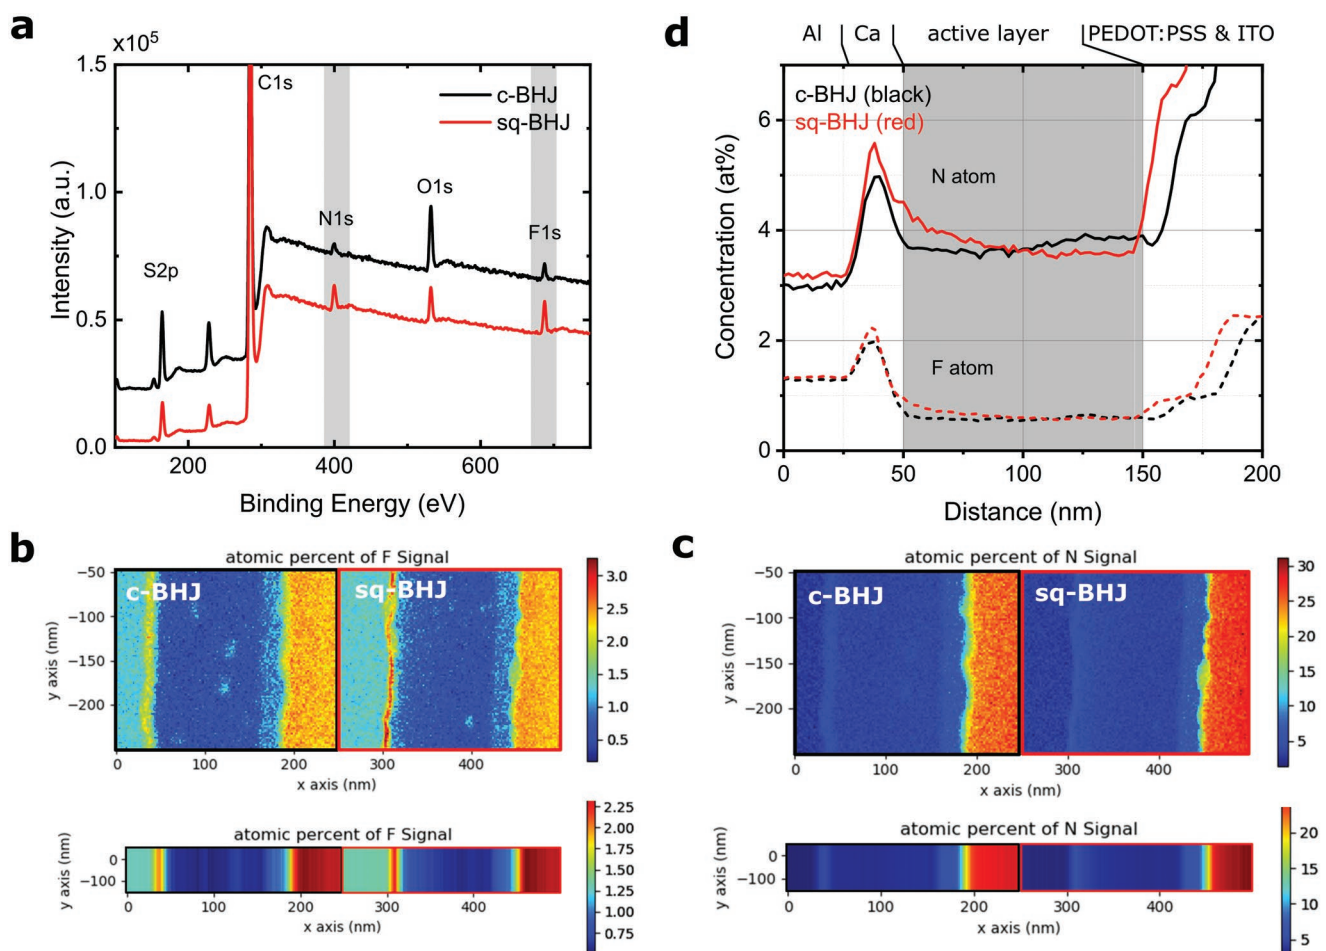 a
x10⁵
1.5
1.0
0.5
0.0
Intensity (a.u.)
C1s
c-BHJ
sq-BHJ
O1s
N1s
F1s
S2p
200
400
600
Binding Energy (eV)
d
Al
Ca
active layer
PEDOT:PSS & ITO
c-BHJ (black)
sq-BHJ (red)
N atom
F atom
6
4
2
0
Concentration (at%)
0
50
100
150
200
Distance (nm)
b
atomic percent of F Signal
c-BHJ
sq-BHJ
−50
−100
−150
−200
y axis (nm)
0
100
200
300
400
x axis (nm)
3.0
2.5
2.0
1.5
1.0
0.5
atomic percent of F Signal
0
−100
y axis (nm)
0
100
200
300
400
x axis (nm)
2.25
2.00
1.75
1.50
1.25
1.00
0.75
c
atomic percent of N Signal
c-BHJ
sq-BHJ
−50
−100
−150
−200
y axis (nm)
0
100
200
300
400
x axis (nm)
30
25
20
15
10
5
atomic percent of N Signal
0
−100
y axis (nm)
0
100
200
300
400
x axis (nm)
20
15
10
5